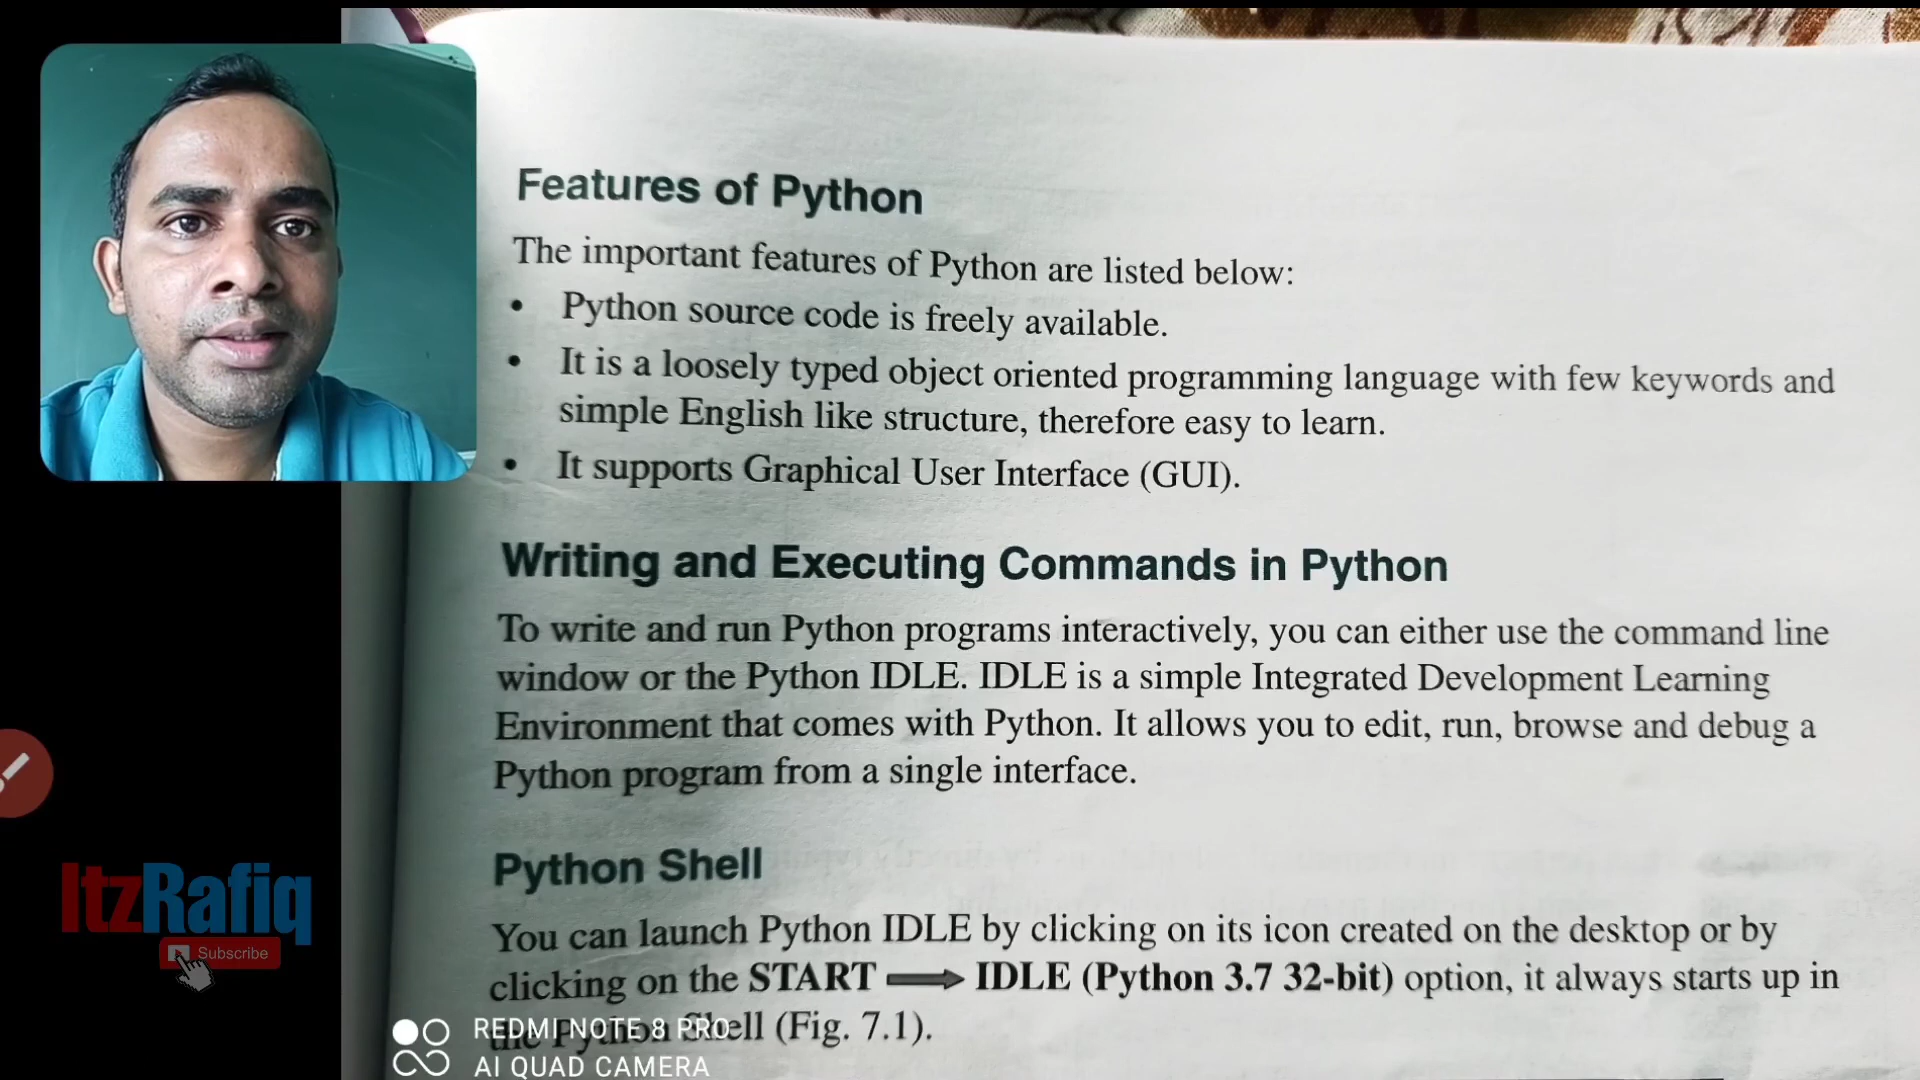 Features of Python
The important features of Python are listed below:
• Python source code is freely available.
• It is a loosely typed object oriented programming language with few keywords and
simple English like structure, therefore easy to learn.
• It supports Graphical User Interface (GUI).
Writing and Executing Commands in Python
To write and run Python programs interactively, you can either use the command line
window or the Python IDLE. IDLE is a simple Integrated Development Learning
Environment that comes with Python. It allows you to edit, run, browse and debug a
Python program from a single interface.
Python Shell
You can launch Python IDLE by clicking on its icon created on the desktop or by
clicking on the START ➡ IDLE (Python 3.7 32-bit) option, it always starts up in
the Python Shell (Fig. 7.1).
REDMI NOTE 8 PRO
AI QUAD CAMERA
ItzRafiq
Subscribe